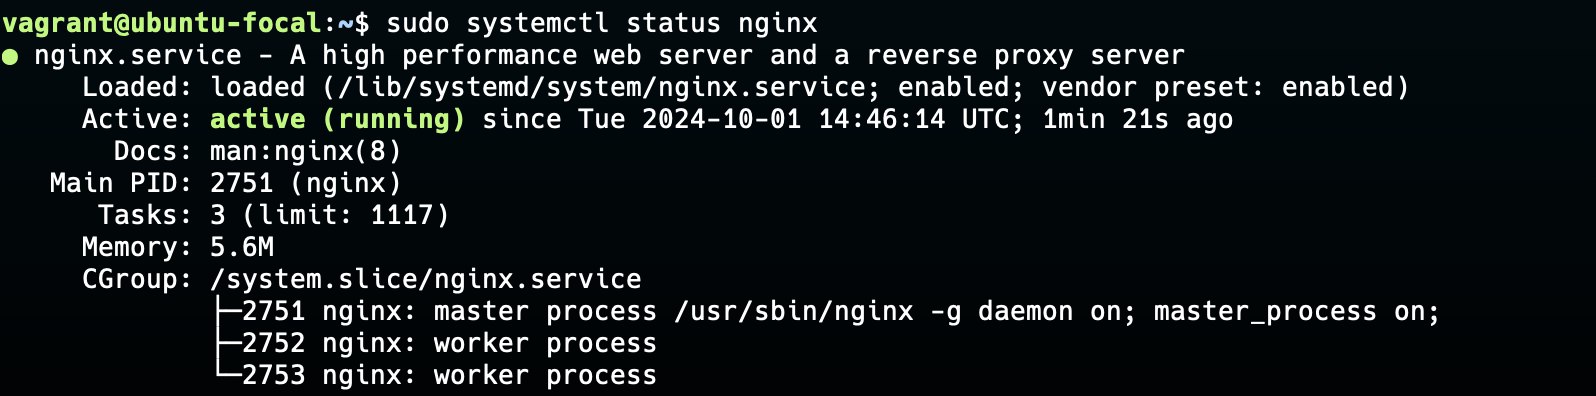 vagrant@ubuntu-focal:~$ sudo systemctl status nginx
● nginx.service - A high performance web server and a reverse proxy server
     Loaded: loaded (/lib/systemd/system/nginx.service; enabled; vendor preset: enabled)
     Active: active (running) since Tue 2024-10-01 14:46:14 UTC; 1min 21s ago
       Docs: man:nginx(8)
   Main PID: 2751 (nginx)
      Tasks: 3 (limit: 1117)
     Memory: 5.6M
     CGroup: /system.slice/nginx.service
             ├─2751 nginx: master process /usr/sbin/nginx -g daemon on; master_process on;
             ├─2752 nginx: worker process
             └─2753 nginx: worker process